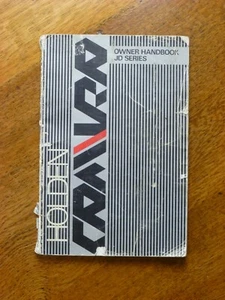 OWNER HANDBOOK
JD SERIES
HOLDEN
CAMIRA